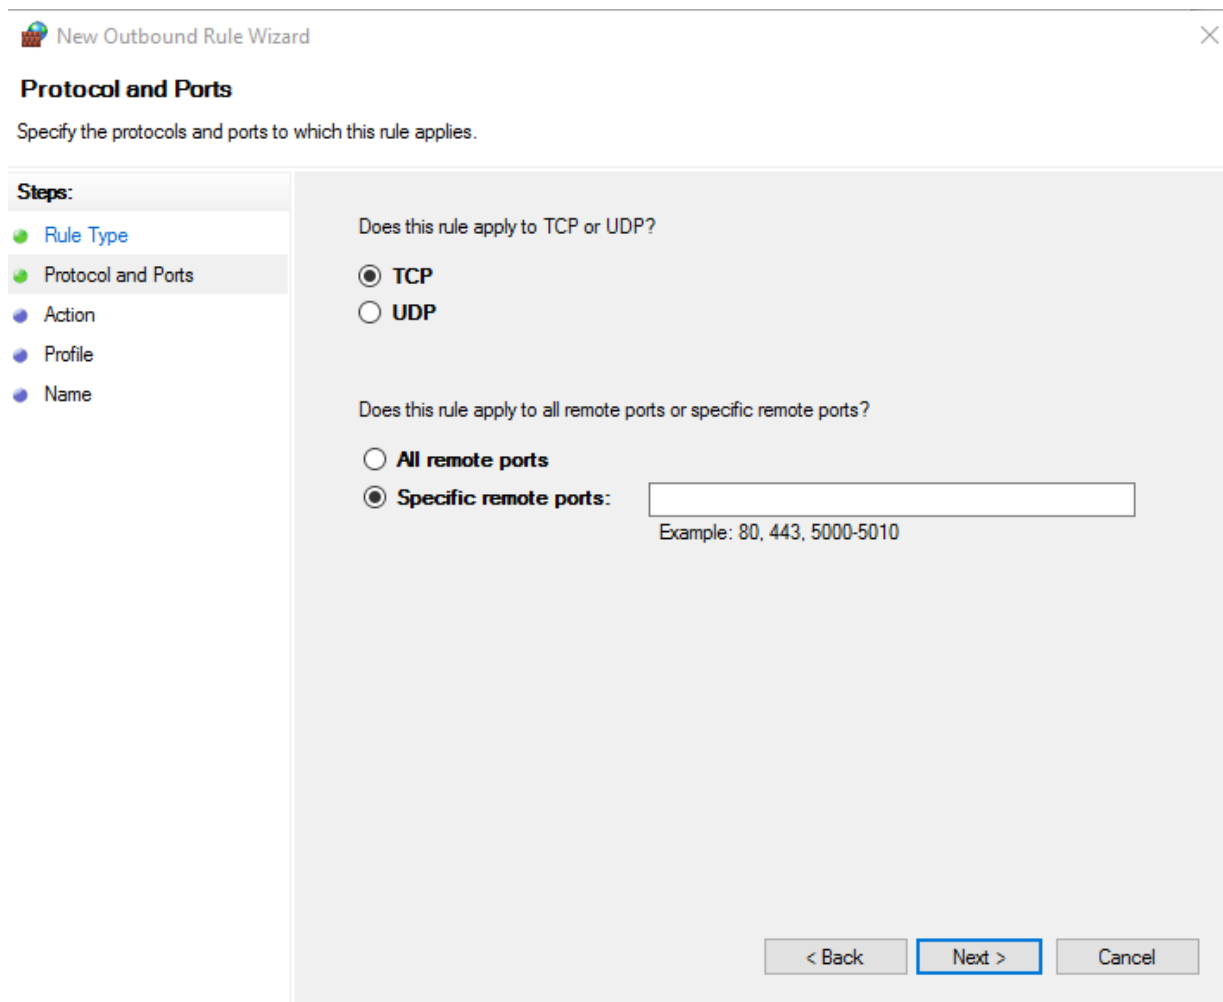 New Outbound Rule Wizard
Protocol and Ports
Specify the protocols and ports to which this rule applies.
Steps:
Rule Type
Protocol and Ports
Action
Profile
Name
Does this rule apply to TCP or UDP?
TCP
UDP
Does this rule apply to all remote ports or specific remote ports?
All remote ports
Specific remote ports:
Example: 80, 443, 5000-5010
< Back
Next >
Cancel